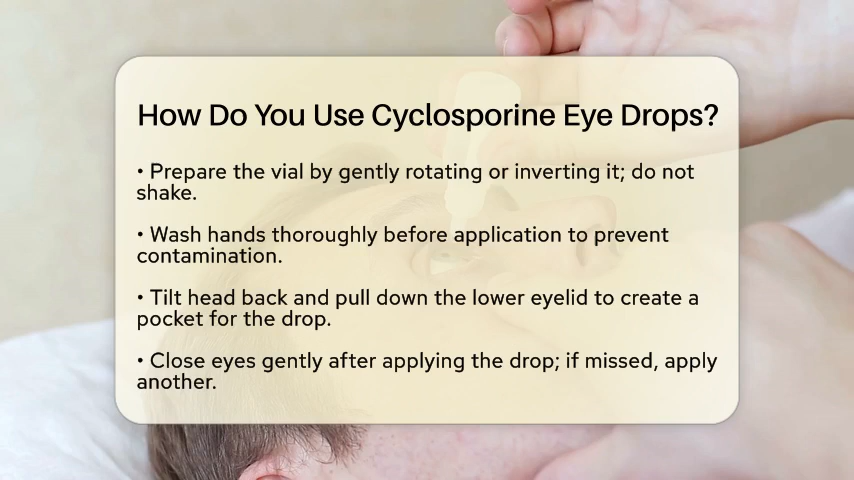 How Do You Use Cyclosporine Eye Drops?
• Prepare the vial by gently rotating or inverting it; do not
shake.
• Wash hands thoroughly before application to prevent
contamination.
• Tilt head back and pull down the lower eyelid to create a
pocket for the drop.
• Close eyes gently after applying the drop; if missed, apply
another.